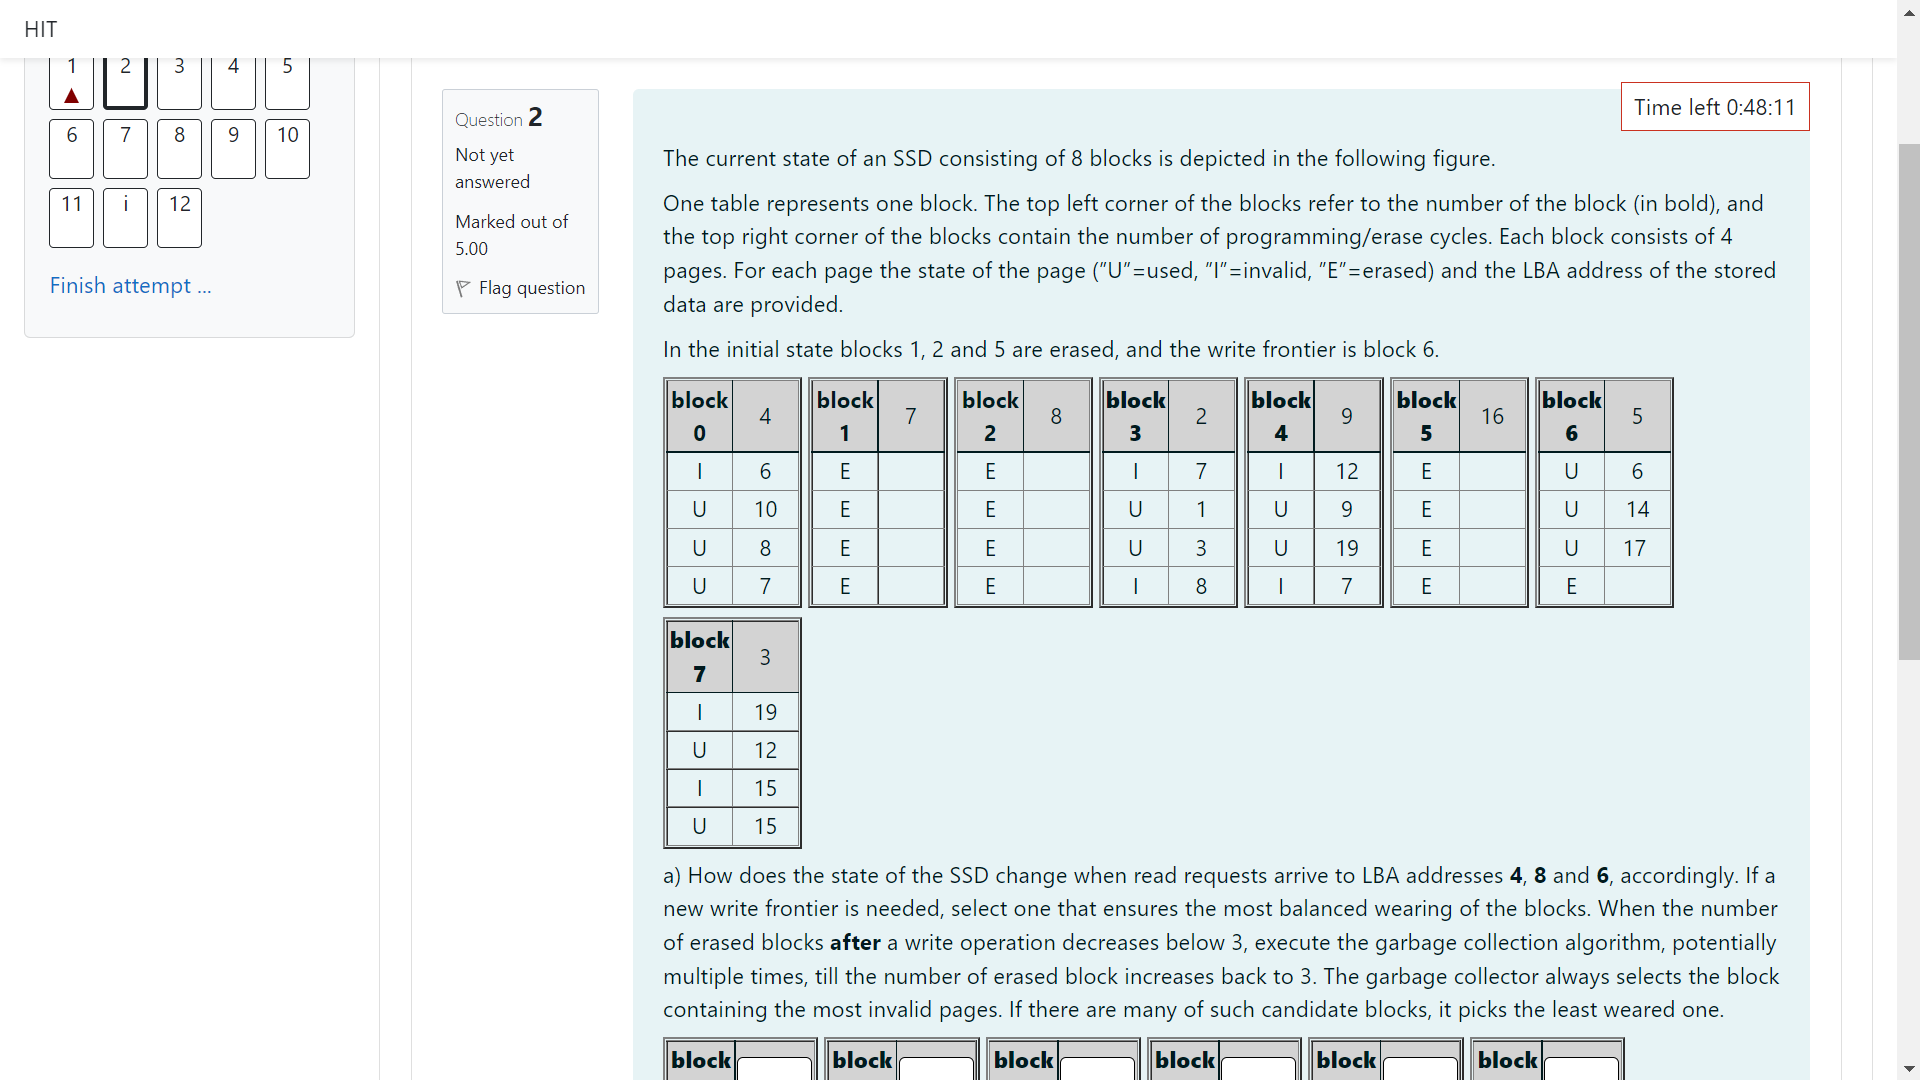 HIT
1 2 3 4 5
6 7 8 9 10
11 i 12
Finish attempt ...
Question 2
Not yet
answered
Marked out of
5.00
Flag question
Time left 0:48:11
The current state of an SSD consisting of 8 blocks is depicted in the following figure.
One table represents one block. The top left corner of the blocks refer to the number of the block (in bold), and
the top right corner of the blocks contain the number of programming/erase cycles. Each block consists of 4
pages. For each page the state of the page ("U"=used, "I"=invalid, "E"=erased) and the LBA address of the stored
data are provided.
In the initial state blocks 1, 2 and 5 are erased, and the write frontier is block 6.
block 0 4 block 1 7 block 2 8 block 3 2 block 4 9 block 5 16 block 6 5
I 6 E E I 7 I 12 E U 6
U 10 E E U 1 U 9 E U 14
U 8 E E U 3 U 19 E U 17
U 7 E E I 8 I 7 E E
block 7 3
I 19
U 12
I 15
U 15
a) How does the state of the SSD change when read requests arrive to LBA addresses 4, 8 and 6, accordingly. If a
new write frontier is needed, select one that ensures the most balanced wearing of the blocks. When the number
of erased blocks after a write operation decreases below 3, execute the garbage collection algorithm, potentially
multiple times, till the number of erased block increases back to 3. The garbage collector always selects the block
containing the most invalid pages. If there are many of such candidate blocks, it picks the least weared one.
block block block block block block